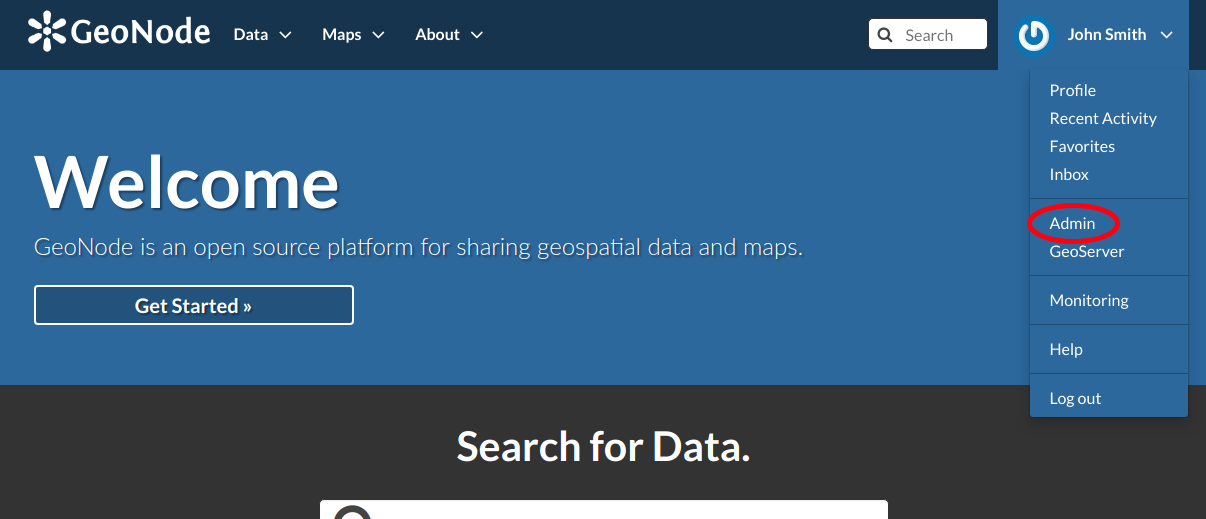 GeoNode Data Maps About Search John Smith
Profile
Recent Activity
Favorites
Inbox
Admin
GeoServer
Monitoring
Help
Log out
Welcome
GeoNode is an open source platform for sharing geospatial data and maps.
Get Started »
Search for Data.